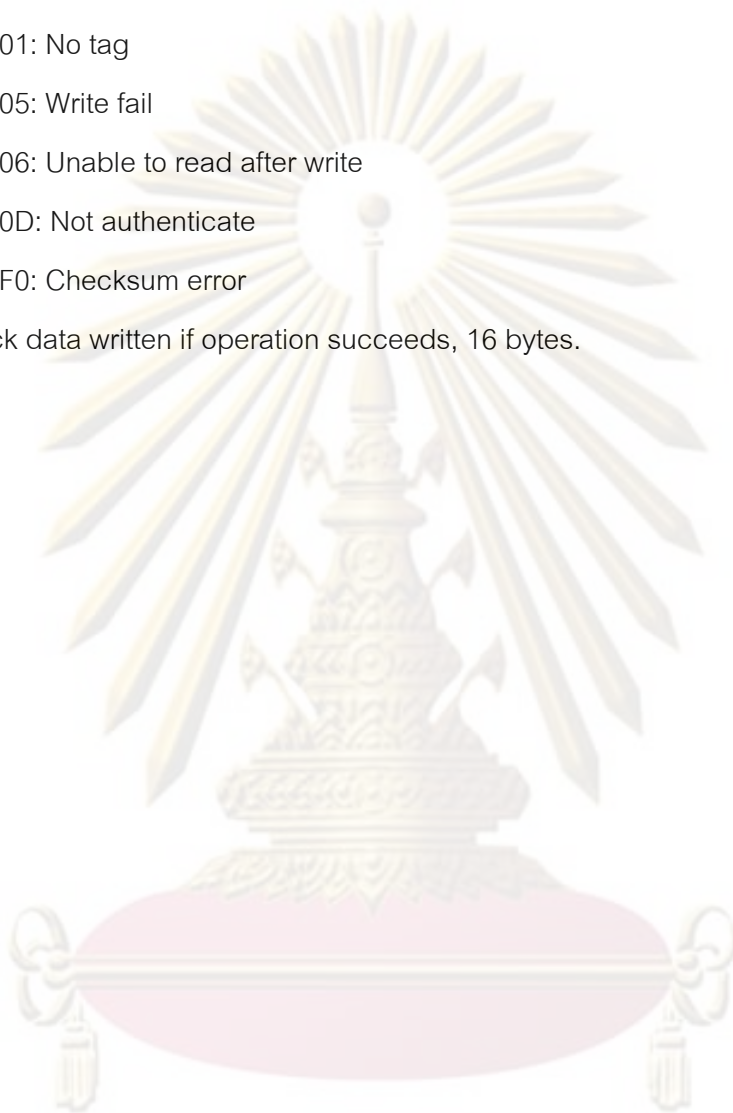 01: No tag
05: Write fail
06: Unable to read after write
0D: Not authenticate
F0: Checksum error
ck data written if operation succeeds, 16 bytes.